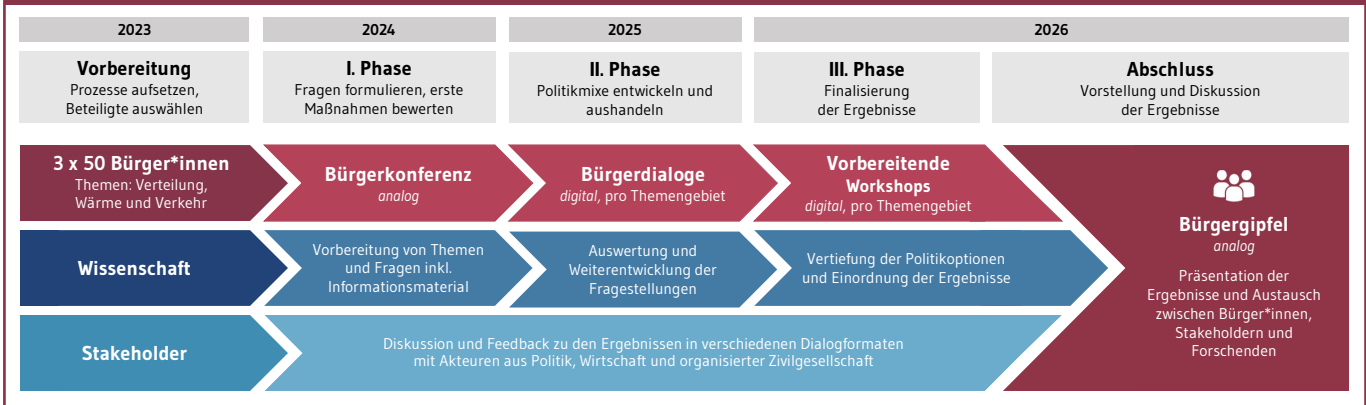 2023
2024
2025
2026
Vorbereitung
Prozesse aufsetzen,
Beteiligte auswählen
I. Phase
Fragen formulieren, erste
Maßnahmen bewerten
II. Phase
Politikmixe entwickeln und
aushandeln
III. Phase
Finalisierung
der Ergebnisse
Abschluss
Vorstellung und Diskussion
der Ergebnisse
3 x 50 Bürger*innen
Themen: Verteilung,
Wärme und Verkehr
Bürgerkonferenz
analog
Bürgerdialoge
digital, pro Themengebiet
Vorbereitende
Workshops
digital, pro Themengebiet
Wissenschaft
Vorbereitung von Themen
und Fragen inkl.
Informationsmaterial
Auswertung und
Weiterentwicklung der
Fragestellungen
Vertiefung der Politikoptionen
und Einordnung der Ergebnisse
Stakeholder
Diskussion und Feedback zu den Ergebnissen in verschiedenen Dialogformaten
mit Akteuren aus Politik, Wirtschaft und organisierter Zivilgesellschaft
Bürgergipfel
analog
Präsentation der
Ergebnisse und Austausch
zwischen Bürger*innen,
Stakeholdern und
Forschenden